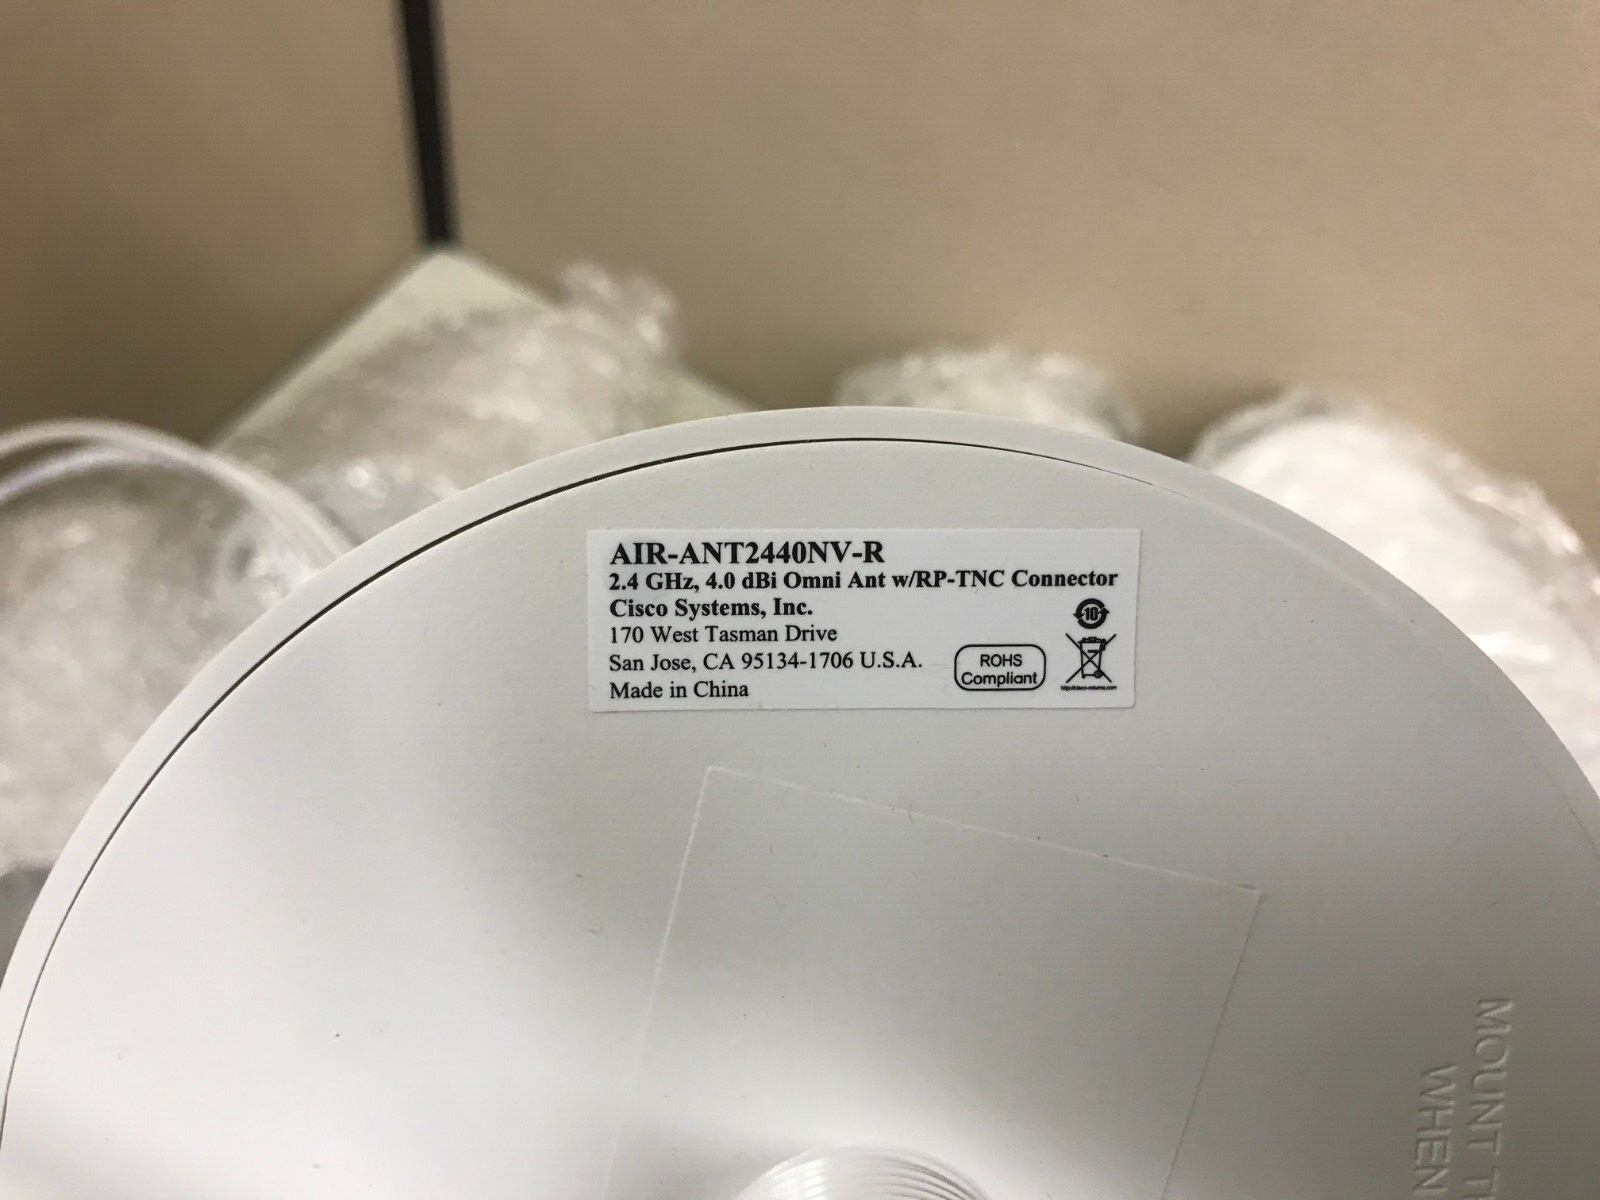 AIR-ANT2440NV-R
2.4 GHz, 4.0 dBi Omni Ant w/RP-TNC Connector
Cisco Systems, Inc.
170 West Tasman Drive
San Jose, CA 95134-1706 U.S.A.
Made in China
10
ROHS
Compliant
MOUNT
WHEN